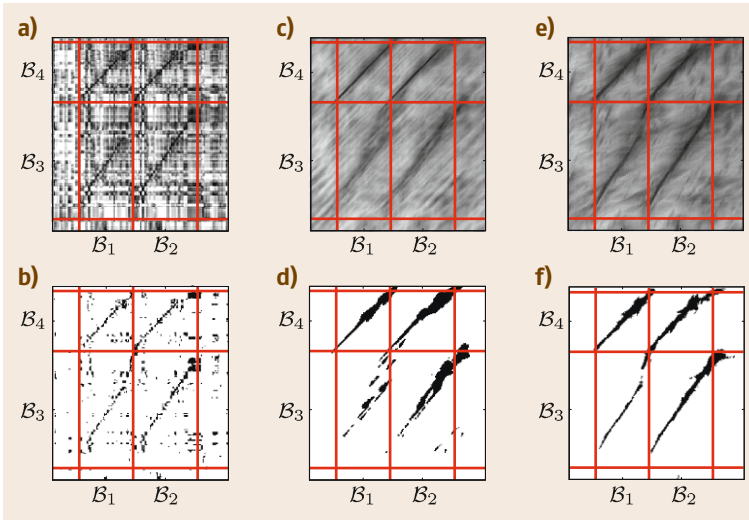 a) c) e)
ℬ4 ℬ4 ℬ4
ℬ3 ℬ3 ℬ3
ℬ1 ℬ2 ℬ1 ℬ2 ℬ1 ℬ2
b) d) f)
ℬ4 ℬ4 ℬ4
ℬ3 ℬ3 ℬ3
ℬ1 ℬ2 ℬ1 ℬ2 ℬ1 ℬ2